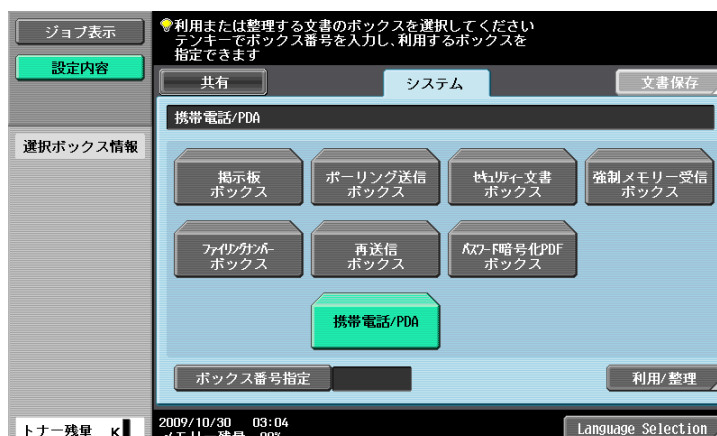 ジョブ表示
設定内容
選択ボックス情報
利用または整理する文書のボックスを選択してください
テンキーでボックス番号を入力し、利用するボックスを
指定できます
共有
システム
文書保存
携帯電話/PDA
掲示板
ボックス
ポーリング送信
ボックス
セキュリティー文書
ボックス
強制メモリー受信
ボックス
ファイリングナンバー
ボックス
再送信
ボックス
パスワード暗号化PDF
ボックス
携帯電話/PDA
ボックス番号指定
利用/整理
トナー残量 K
2009/10/30 03:04
メモリー残量 99%
Language Selection